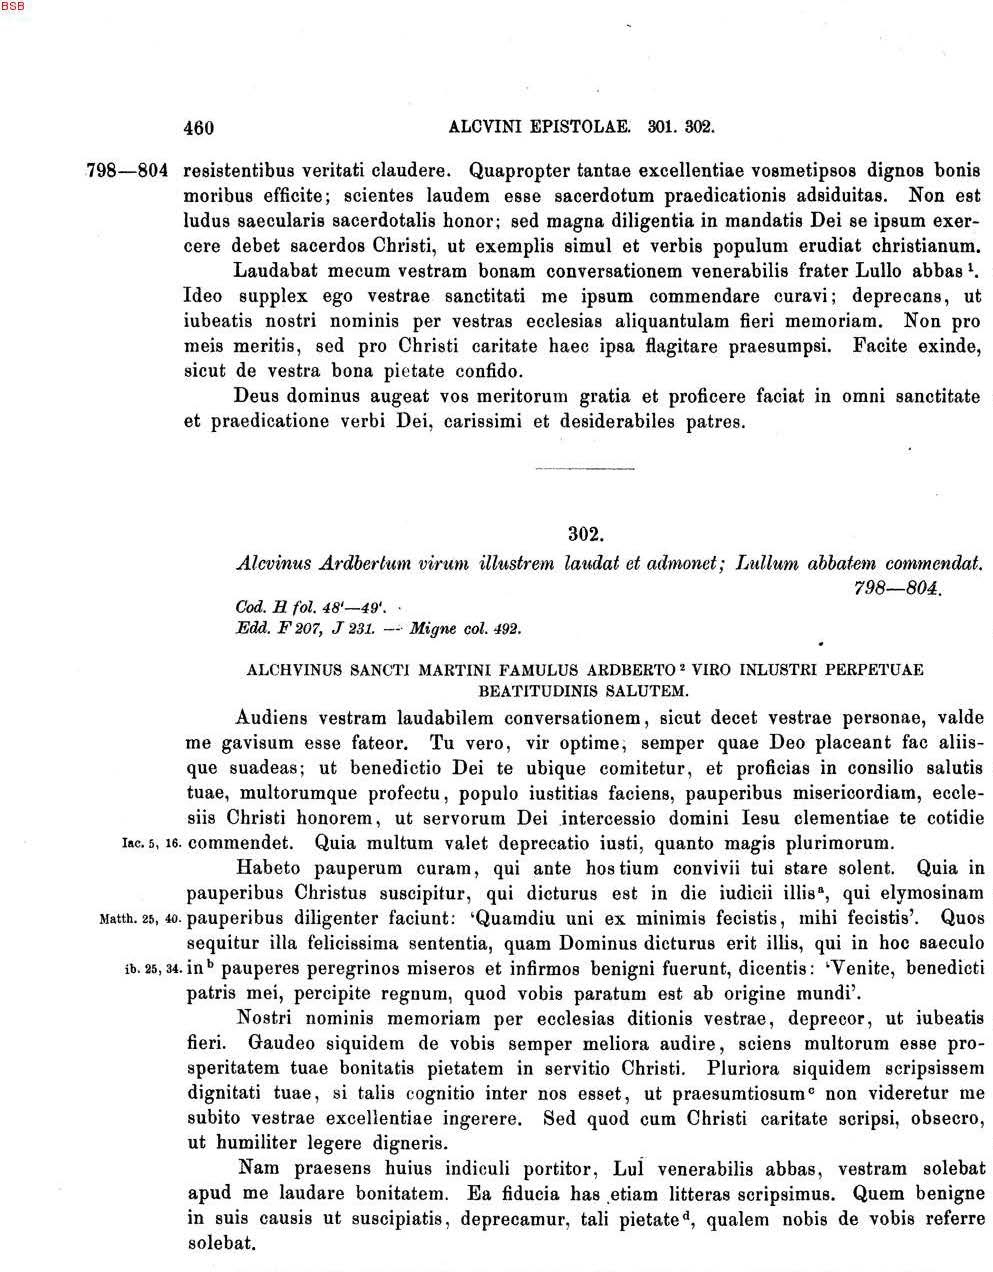 BSB
460 ALCVINI EPISTOLAE. 301. 302.
798—804 resistentibus veritati claudere. Quapropter tantae excellentiae vosmetipsos dignos bonis
moribus efficite; scientes laudem esse sacerdotum praedicationis adsiduitas. Non est
ludus saecularis sacerdotalis honor; sed magna diligentia in mandatis Dei se ipsum exer-
cere debet sacerdos Christi, ut exemplis simul et verbis populum erudiat christianum.
Laudabat mecum vestram bonam conversationem venerabilis frater Lullo abbas¹.
Ideo supplex ego vestrae sanctitati me ipsum commendare curavi; deprecans, ut
iubeatis nostri nominis per vestras ecclesias aliquantulam fieri memoriam. Non pro
meis meritis, sed pro Christi caritate haec ipsa flagitare praesumpsi. Facite exinde,
sicut de vestra bona pietate confido.
Deus dominus augeat vos meritorum gratia et proficere faciat in omni sanctitate
et praedicatione verbi Dei, carissimi et desiderabiles patres.
302.
Alcvinus Ardbertum virum illustrem laudat et admonet; Lullum abbatem commendat.
798—804.
Cod. H fol. 48'—49'.
Edd. F 207, J 231. — Migne col. 492.
ALCHVINUS SANCTI MARTINI FAMULUS ARDBERTO² VIRO INLUSTRI PERPETUAE
BEATITUDINIS SALUTEM.
Audiens vestram laudabilem conversationem, sicut decet vestrae personae, valde
me gavisum esse fateor. Tu vero, vir optime, semper quae Deo placeant fac aliis-
que suadeas; ut benedictio Dei te ubique comitetur, et proficias in consilio salutis
tuae, multorumque profectu, populo iustitias faciens, pauperibus misericordiam, eccle-
siis Christi honorem, ut servorum Dei intercessio domini Iesu clementiae te cotidie
Iac. 5, 16. commendet. Quia multum valet deprecatio iusti, quanto magis plurimorum.
Habeto pauperum curam, qui ante hostium convivii tui stare solent. Quia in
pauperibus Christus suscipitur, qui dicturus est in die iudicii illisᵃ, qui elymosinam
Matth. 25, 40. pauperibus diligenter faciunt: ‘Quamdiu uni ex minimis fecistis, mihi fecistis’. Quos
sequitur illa felicissima sententia, quam Dominus dicturus erit illis, qui in hoc saeculo
ib. 25, 34. inᵇ pauperes peregrinos miseros et infirmos benigni fuerunt, dicentis: ‘Venite, benedicti
patris mei, percipite regnum, quod vobis paratum est ab origine mundi’.
Nostri nominis memoriam per ecclesias ditionis vestrae, deprecor, ut iubeatis
fieri. Gaudeo siquidem de vobis semper meliora audire, sciens multorum esse pro-
speritatem tuae bonitatis pietatem in servitio Christi. Pluriora siquidem scripsissem
dignitati tuae, si talis cognitio inter nos esset, ut praesumtiosumᶜ non videretur me
subito vestrae excellentiae ingerere. Sed quod cum Christi caritate scripsi, obsecro,
ut humiliter legere digneris.
Nam praesens huius indiculi portitor, Lul venerabilis abbas, vestram solebat
apud me laudare bonitatem. Ea fiducia has etiam litteras scripsimus. Quem benigne
in suis causis ut suscipiatis, deprecamur, tali pietateᵈ, qualem nobis de vobis referre
solebat.